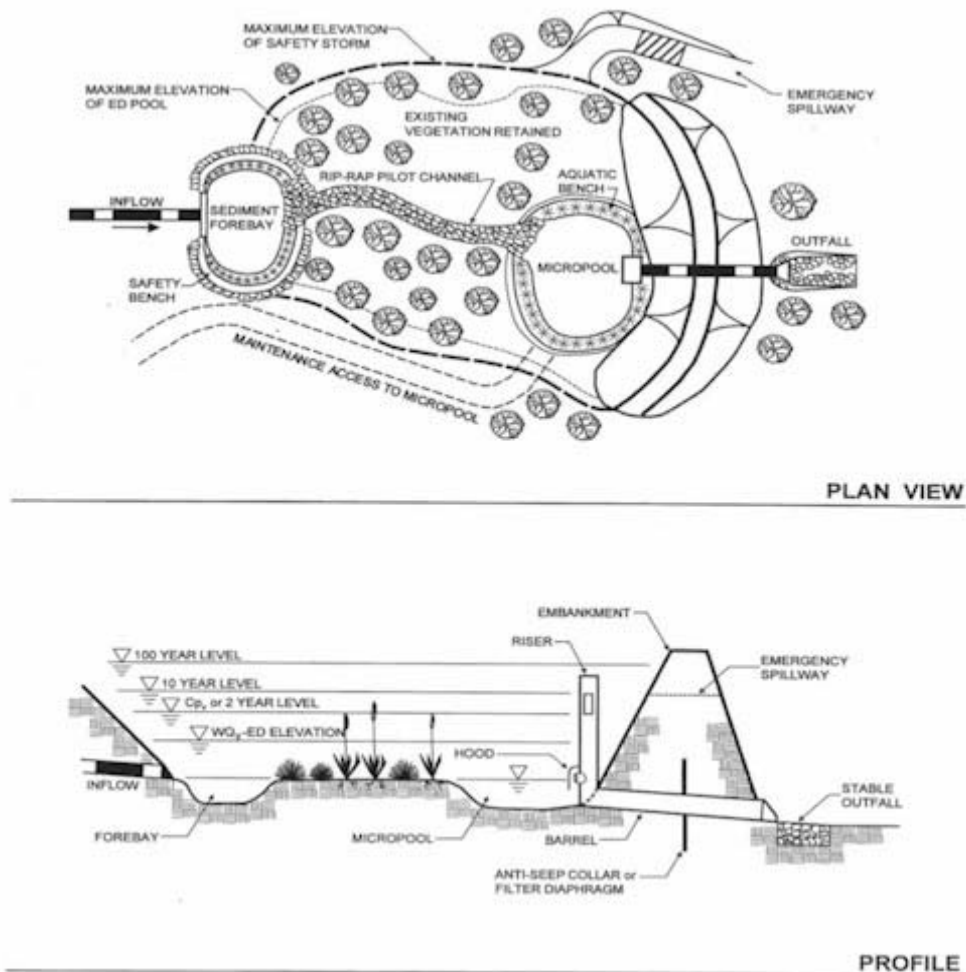 MAXIMUM ELEVATION
OF SAFETY STORM
MAXIMUM ELEVATION
OF ED POOL
EMERGENCY
SPILLWAY
EXISTING
VEGETATION RETAINED
RIP-RAP PILOT CHANNEL
AQUATIC
BENCH
INFLOW
SEDIMENT
FOREBAY
MICROPOOL
OUTFALL
SAFETY
BENCH
MAINTENANCE ACCESS TO MICROPOOL
PLAN VIEW
EMBANKMENT
RISER
100 YEAR LEVEL
EMERGENCY
SPILLWAY
10 YEAR LEVEL
Cpv or 2 YEAR LEVEL
WQv-ED ELEVATION
HOOD
INFLOW
STABLE
OUTFALL
FOREBAY
MICROPOOL
BARREL
ANTI-SEEP COLLAR or
FILTER DIAPHRAGM
PROFILE